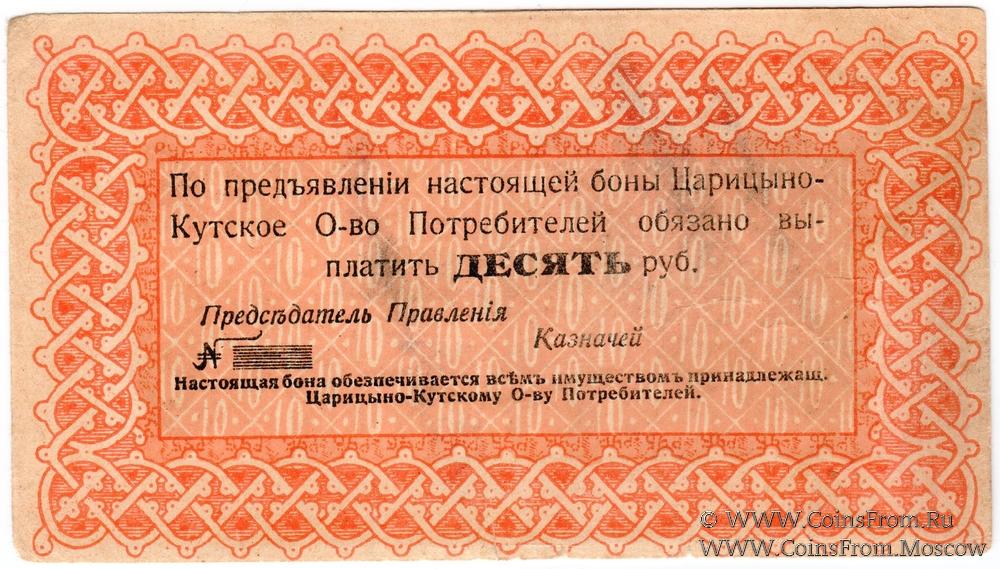 По предъявленіи настоящей боны Царицыно-
Кутское О-во Потребителей обязано вы-
платить ДЕСЯТЬ руб.
Предсѣдатель Правленія
Казначей
№
Настоящая бона обезпечивается всѣмъ имуществомъ принадлежащ.
Царицыно-Кутскому О-ву Потребителей.
© WWW.CoinsFrom.Ru
WWW.CoinsFrom.Moscow